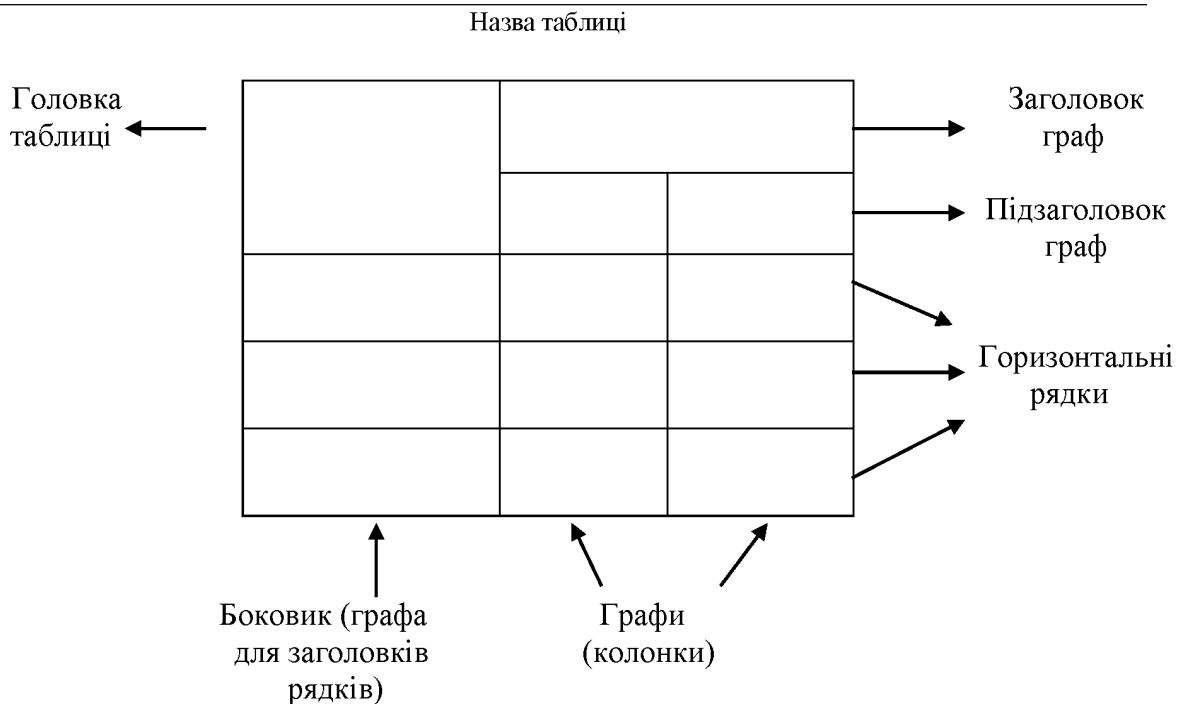 Назва таблиці
Головка
таблиці
Заголовок
граф
Підзаголовок
граф
Горизонтальні
рядки
Боковик (графа
для заголовків
рядків)
Графи
(колонки)